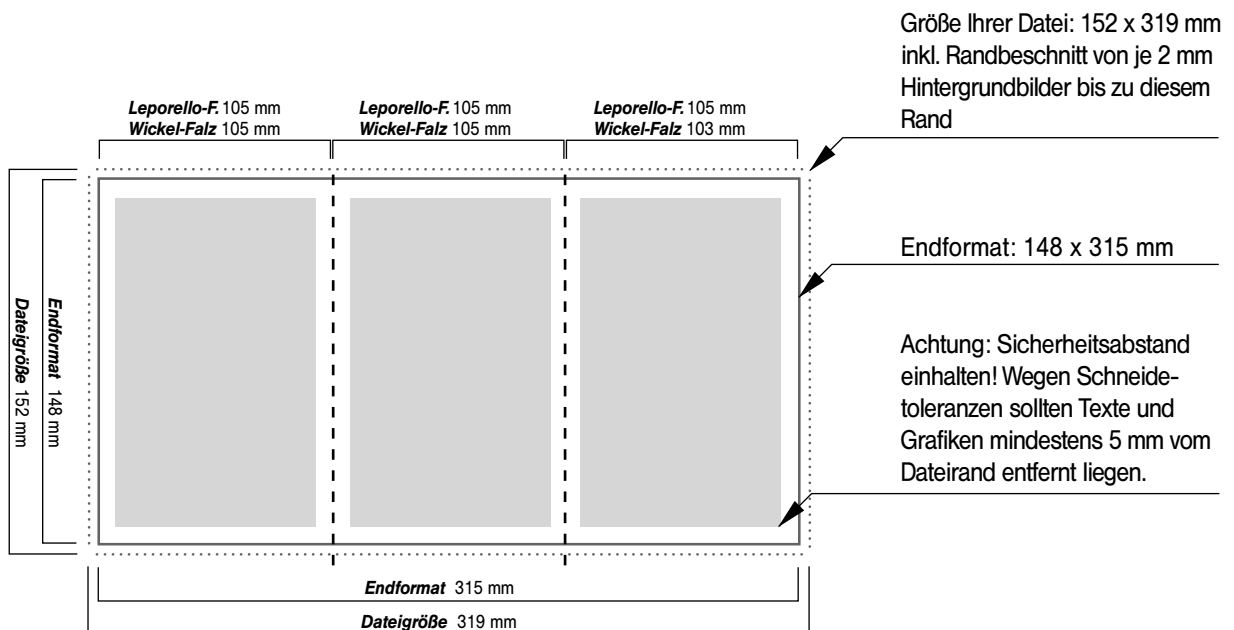 Größe Ihrer Datei: 152 x 319 mm
inkl. Randbeschnitt von je 2 mm
Hintergrundbilder bis zu diesem
Rand
Leporello-F. 105 mm
Wickel-Falz 105 mm
Leporello-F. 105 mm
Wickel-Falz 105 mm
Leporello-F. 105 mm
Wickel-Falz 103 mm
Endformat: 148 x 315 mm
Dateigröße 152 mm
Endformat 148 mm
Achtung: Sicherheitsabstand
einhalten! Wegen Schneide-
toleranzen sollten Texte und
Grafiken mindestens 5 mm vom
Dateirand entfernt liegen.
Endformat 315 mm
Dateigröße 319 mm